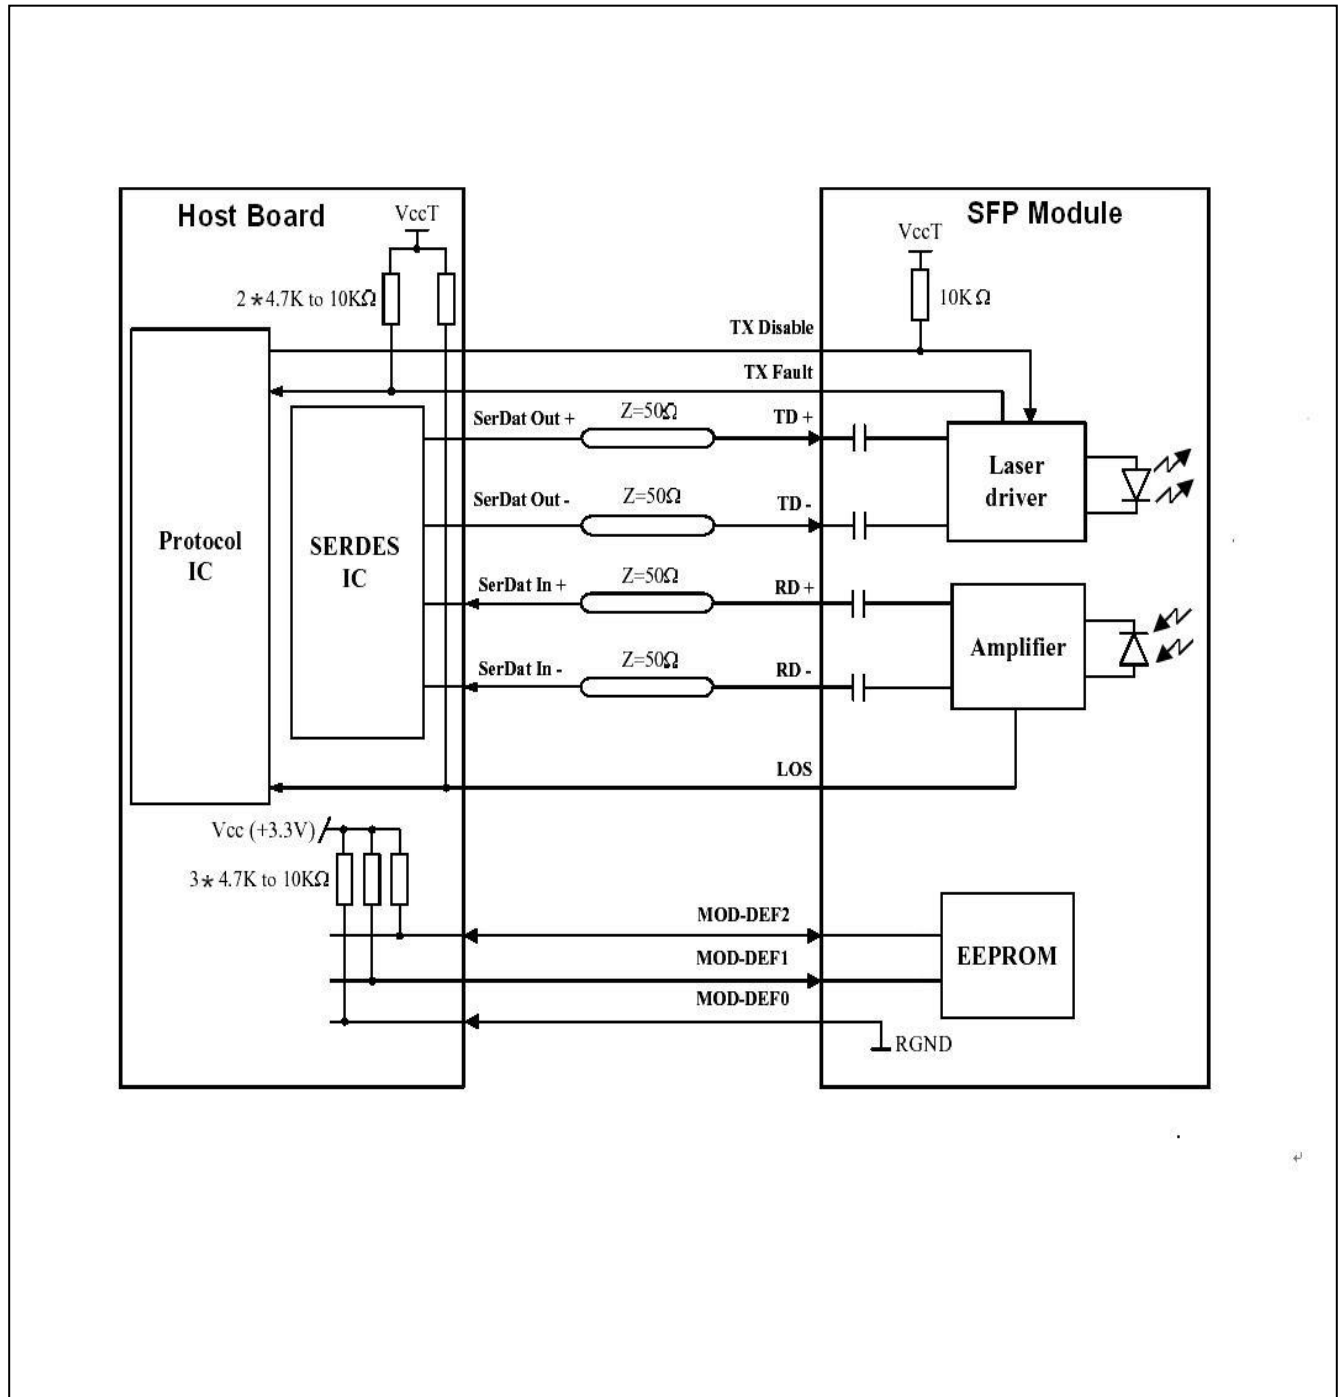 Host Board
SFP Module
VccT
VccT
2*4.7K to 10KΩ
10KΩ
TX Disable
TX Fault
SerDat Out +
Z=50Ω
TD +
SerDat Out -
Z=50Ω
TD -
Laser
driver
Protocol
IC
SERDES
IC
SerDat In +
Z=50Ω
RD +
SerDat In -
Z=50Ω
RD -
Amplifier
LOS
Vcc (+3.3V)
3*4.7K to 10KΩ
MOD-DEF2
MOD-DEF1
MOD-DEF0
EEPROM
RGND